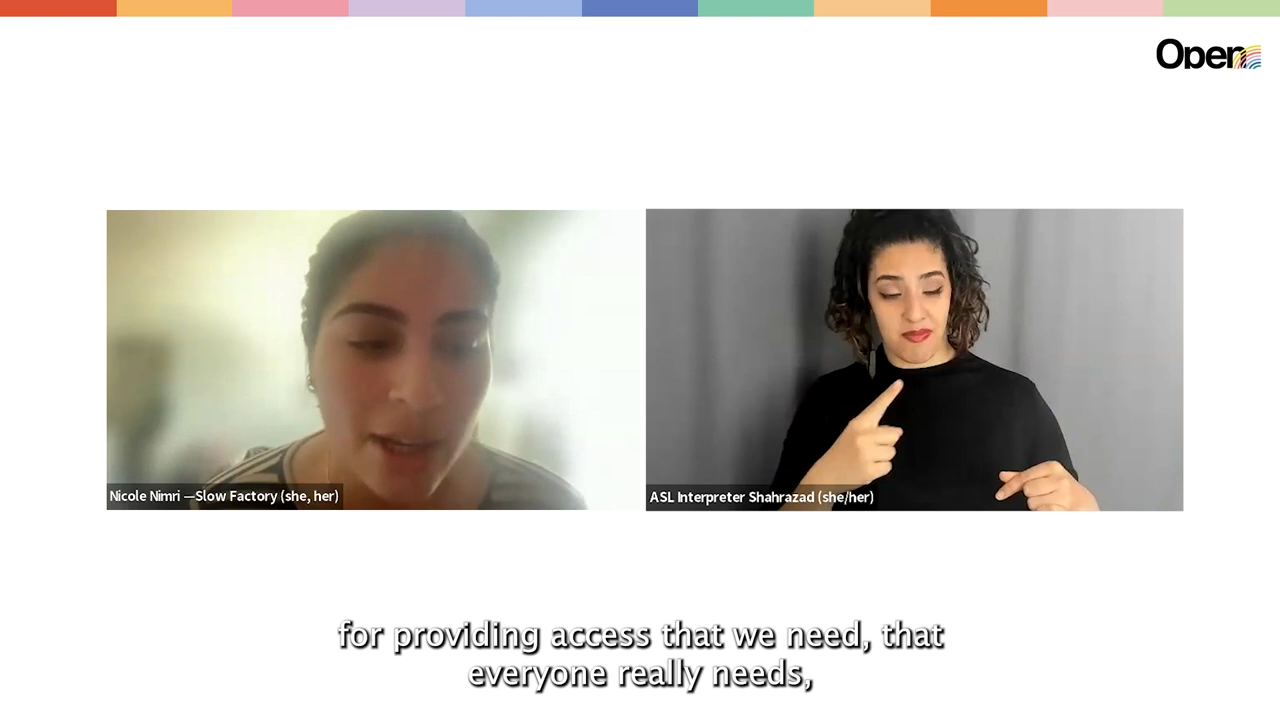 Open
Nicole Nimri —Slow Factory (she, her)
ASL Interpreter Shahrazad (she/her)
for providing access that we need, that
everyone really needs,